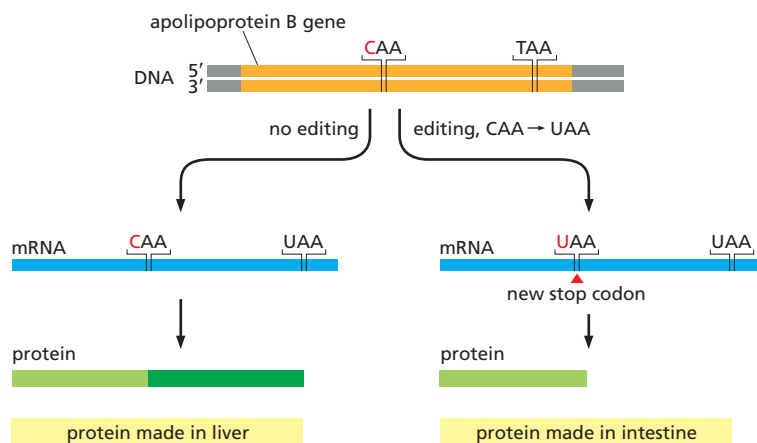 apolipoprotein B gene
CAA TAA
DNA 5′
3′
no editing editing, CAA → UAA
mRNA CAA UAA
mRNA UAA UAA
new stop codon
protein
protein
protein made in liver
protein made in intestine